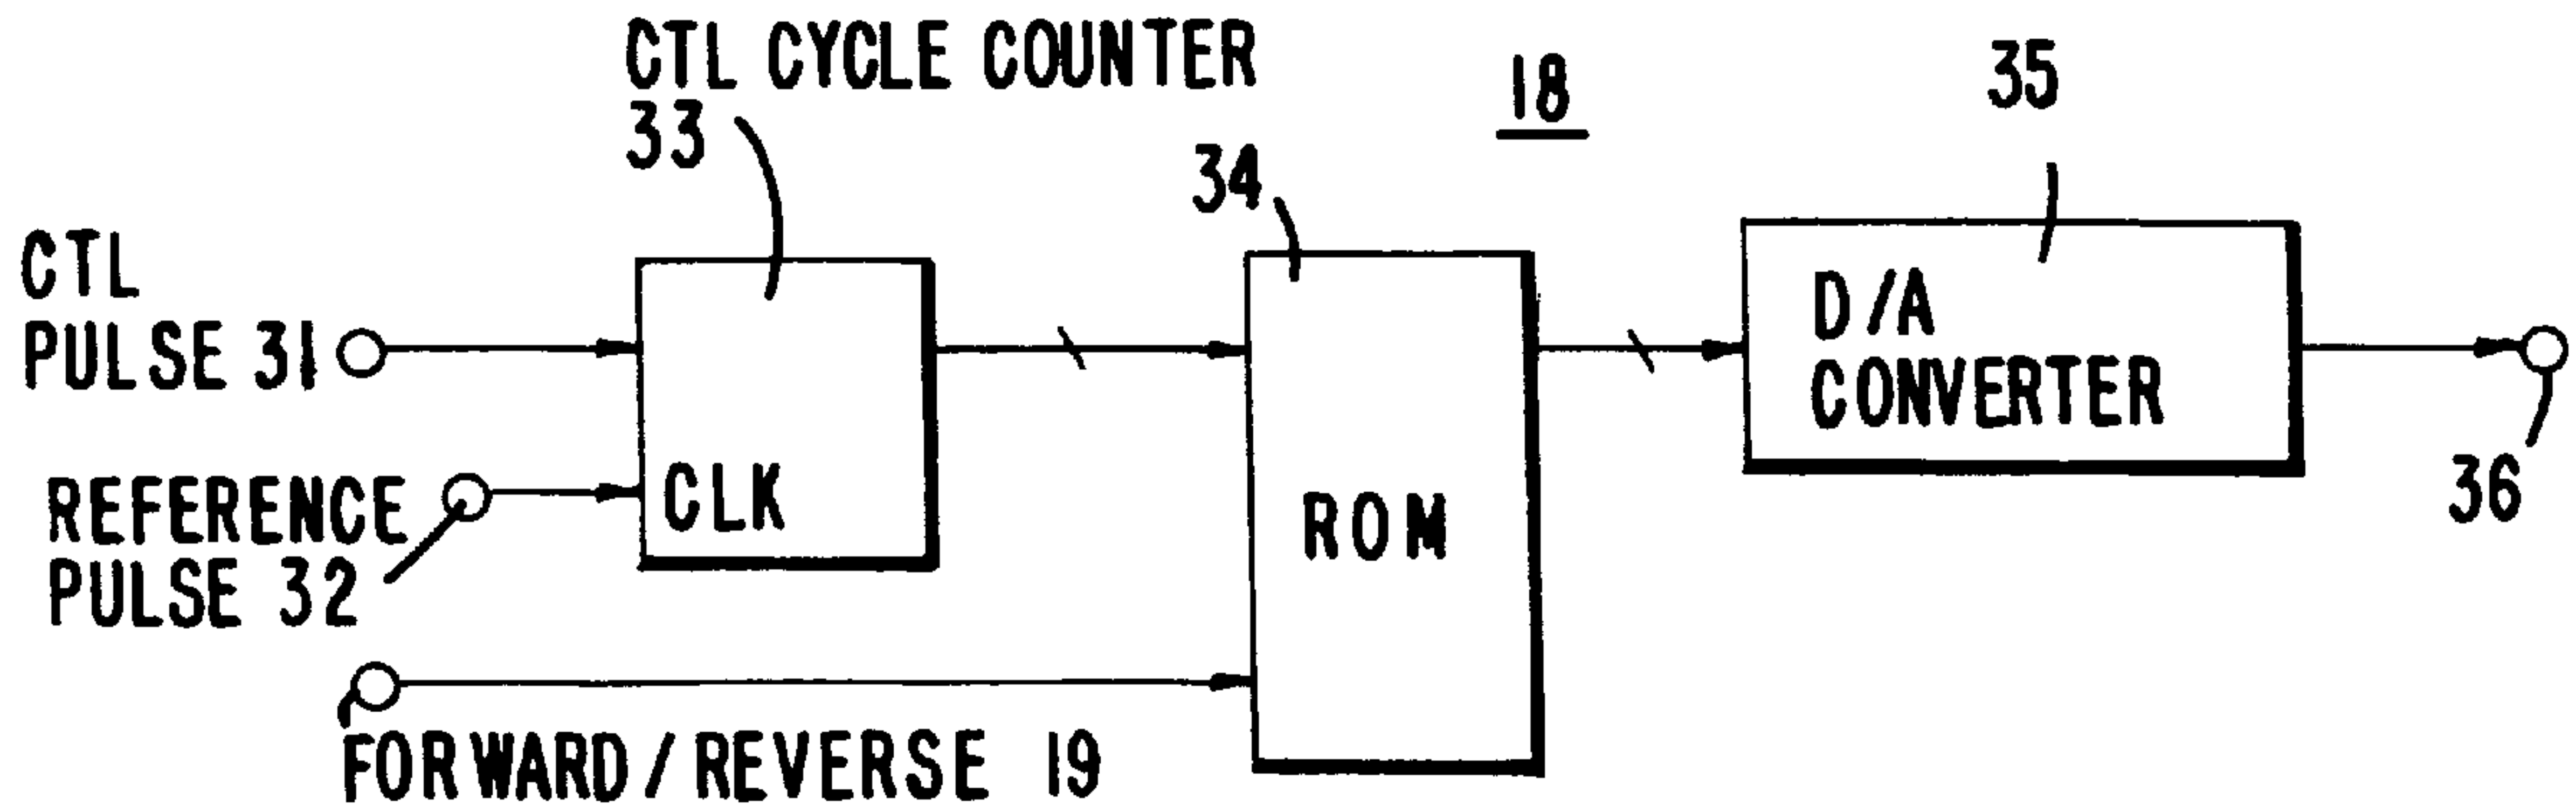 CTL CYCLE COUNTER
33
18
35
34
CTL
PULSE 31
D/A
CONVERTER
REFERENCE
PULSE 32
CLK
ROM
36
FORWARD/REVERSE 19